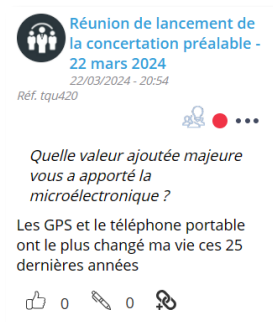 Réunion de lancement de
la concertation préalable -
22 mars 2024
22/03/2024 - 20:54
Réf. tqu420
Quelle valeur ajoutée majeure
vous a apporté la
microélectronique ?
Les GPS et le téléphone portable
ont le plus changé ma vie ces 25
dernières années
0 0